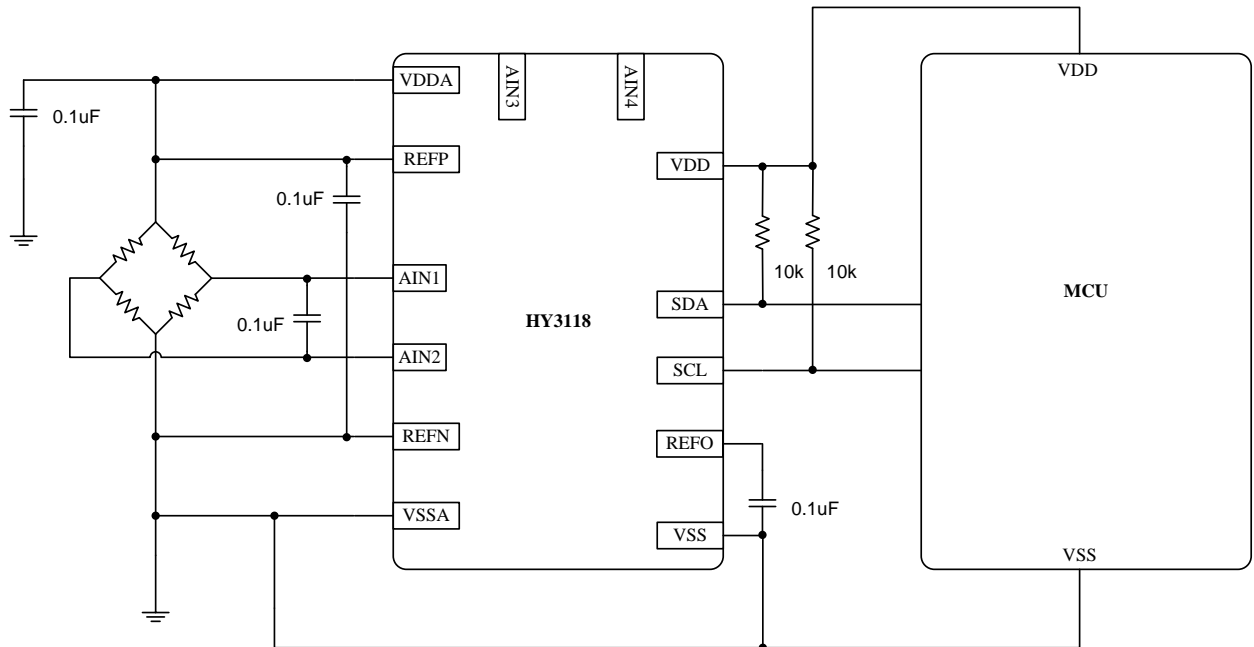 VDD
VDDA
AIN3
AIN4
0.1uF
REFP
VDD
0.1uF
AIN1
10k
10k
MCU
SDA
0.1uF
HY3118
AIN2
SCL
REFN
REFO
VSSA
0.1uF
VSS
VSS